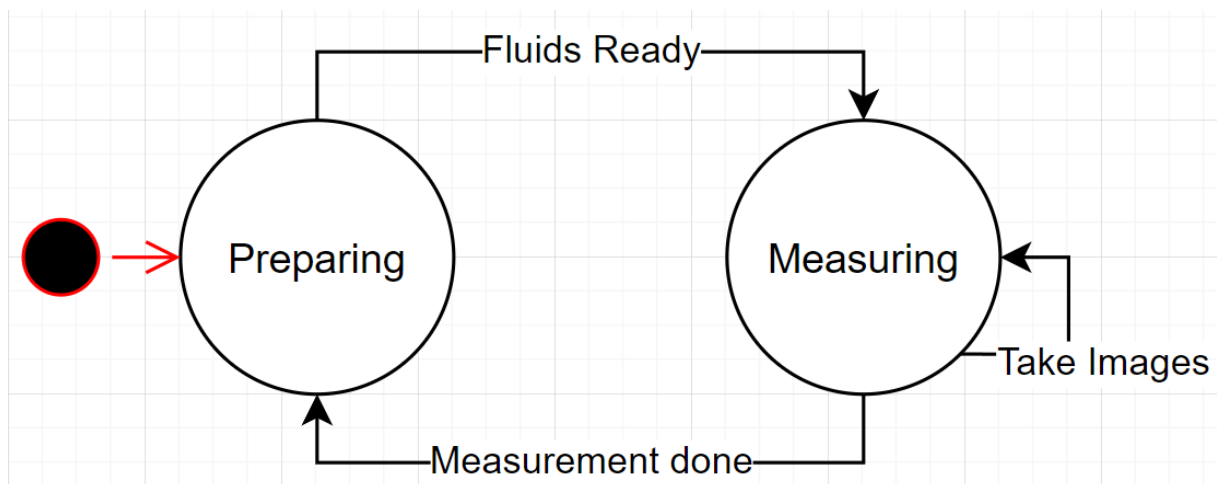 Fluids Ready
Preparing
Measuring
Take Images
Measurement done